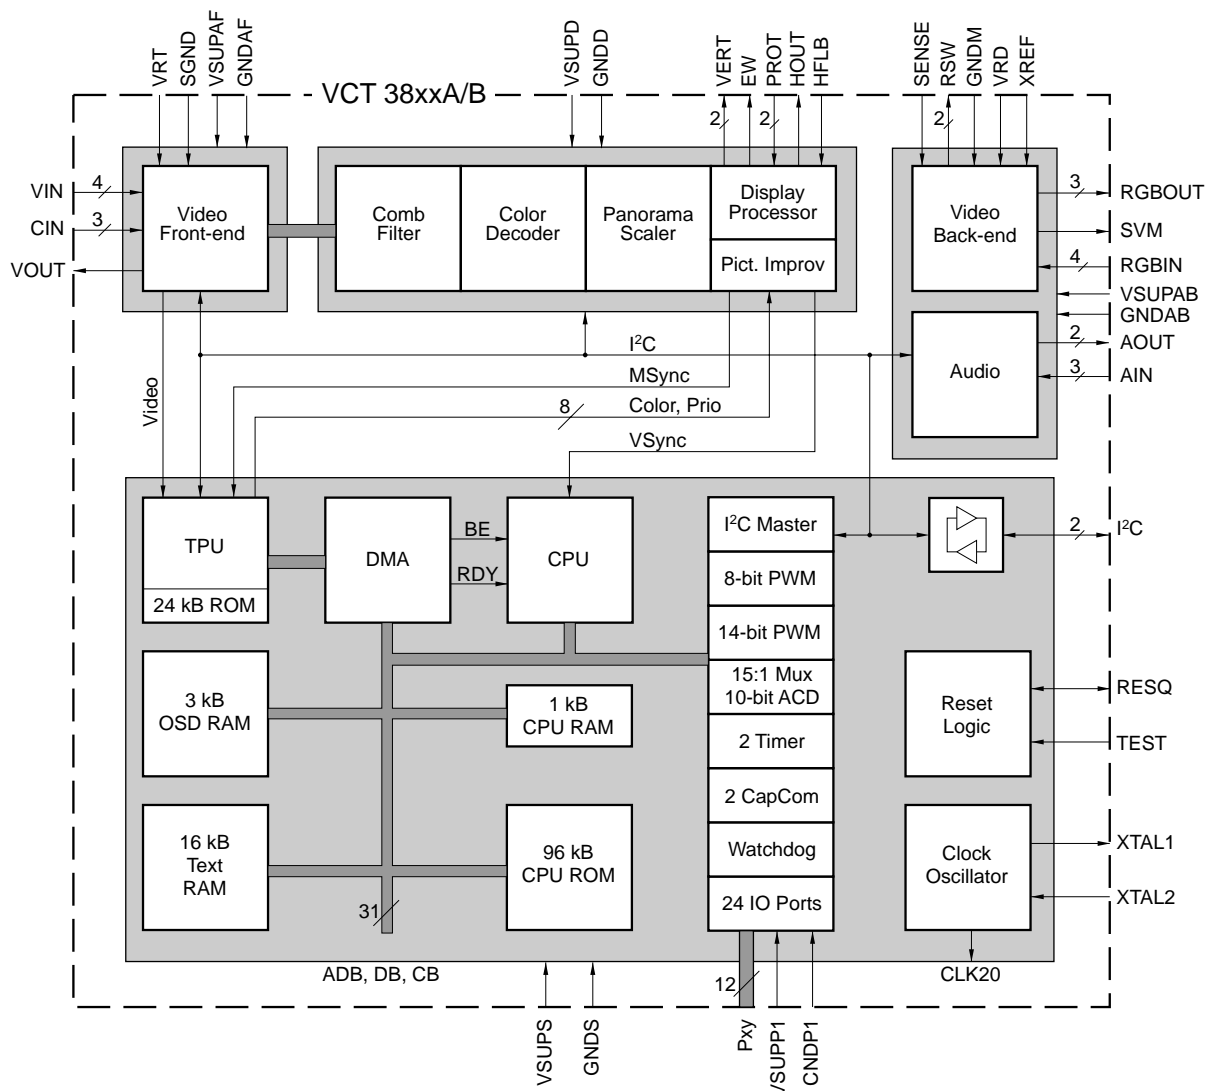 VRT
SGND
VSUPAF
GNDAF
VSUPD
GNDD
VERT
EW
PROT
HOUT
HFLB
SENSE
RSW
GNDM
VRD
XREF
VCT 38xxA/B
2
2
2
VIN
4
CIN
3
VOUT
Video
Front-end
Comb
Filter
Color
Decoder
Panorama
Scaler
Display
Processor
Pict. Improv
Video
Back-end
3
RGBOUT
SVM
4
RGBIN
VSUPAB
GNDAB
Audio
2
AOUT
3
AIN
I²C
MSync
Video
8
Color, Prio
VSync
TPU
24 kB ROM
DMA
BE
RDY
CPU
I²C Master
8-bit PWM
14-bit PWM
15:1 Mux
10-bit ACD
2 Timer
2 CapCom
Watchdog
24 IO Ports
2
I²C
3 kB
OSD RAM
1 kB
CPU RAM
Reset
Logic
RESQ
TEST
16 kB
Text
RAM
96 kB
CPU ROM
Clock
Oscillator
XTAL1
XTAL2
31
ADB, DB, CB
12
CLK20
VSUPS
GNDS
Pxy
VSUPP1
CNDP1